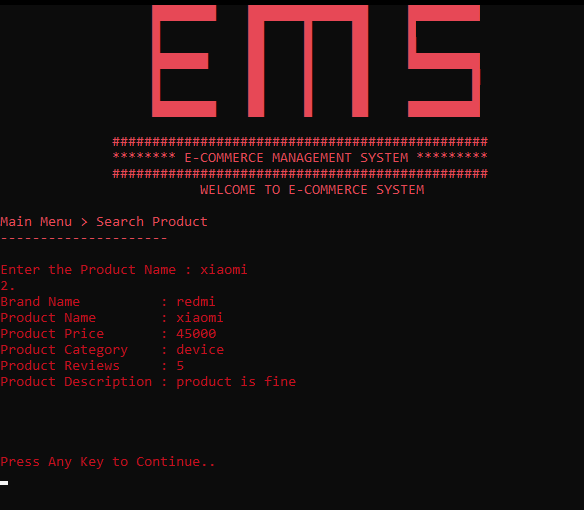 EMS
###############################################
******** E-COMMERCE MANAGEMENT SYSTEM *********
###############################################
WELCOME TO E-COMMERCE SYSTEM
Main Menu > Search Product
---------------------
Enter the Product Name : xiaomi
2.
Brand Name          : redmi
Product Name        : xiaomi
Product Price       : 45000
Product Category    : device
Product Reviews     : 5
Product Description : product is fine
Press Any Key to Continue..